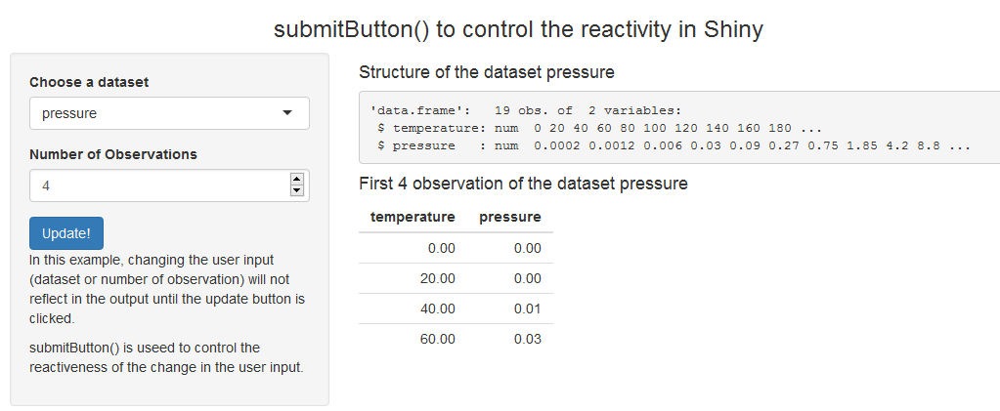 submitButton() to control the reactivity in Shiny
Choose a dataset
pressure
Number of Observations
4
Update!
In this example, changing the user input
(dataset or number of observation) will not
reflect in the output until the update button is
clicked.
submitButton() is useed to control the
reactiveness of the change in the user input.
Structure of the dataset pressure
'data.frame': 19 obs. of 2 variables:
$ temperature: num 0 20 40 60 80 100 120 140 160 180 ...
$ pressure : num 0.0002 0.0012 0.006 0.03 0.09 0.27 0.75 1.85 4.2 8.8 ...
First 4 observation of the dataset pressure
temperature pressure
0.00 0.00
20.00 0.00
40.00 0.01
60.00 0.03